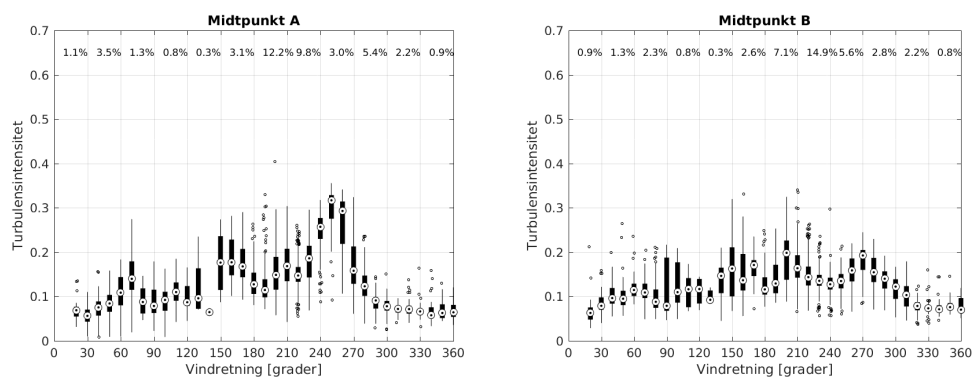 Midtpunkt A
0.7
0.6
0.5
0.4
0.3
0.2
0.1
0
1.1% 3.5% 1.3% 0.8% 0.3% 3.1% 12.2% 9.8% 3.0% 5.4% 2.2% 0.9%
Turbulensintensitet
0 30 60 90 120 150 180 210 240 270 300 330 360
Vindretning [grader]
Midtpunkt B
0.7
0.6
0.5
0.4
0.3
0.2
0.1
0
0.9% 1.3% 2.3% 0.8% 0.3% 2.6% 7.1% 14.9% 5.6% 2.8% 2.2% 0.8%
Turbulensintensitet
0 30 60 90 120 150 180 210 240 270 300 330 360
Vindretning [grader]